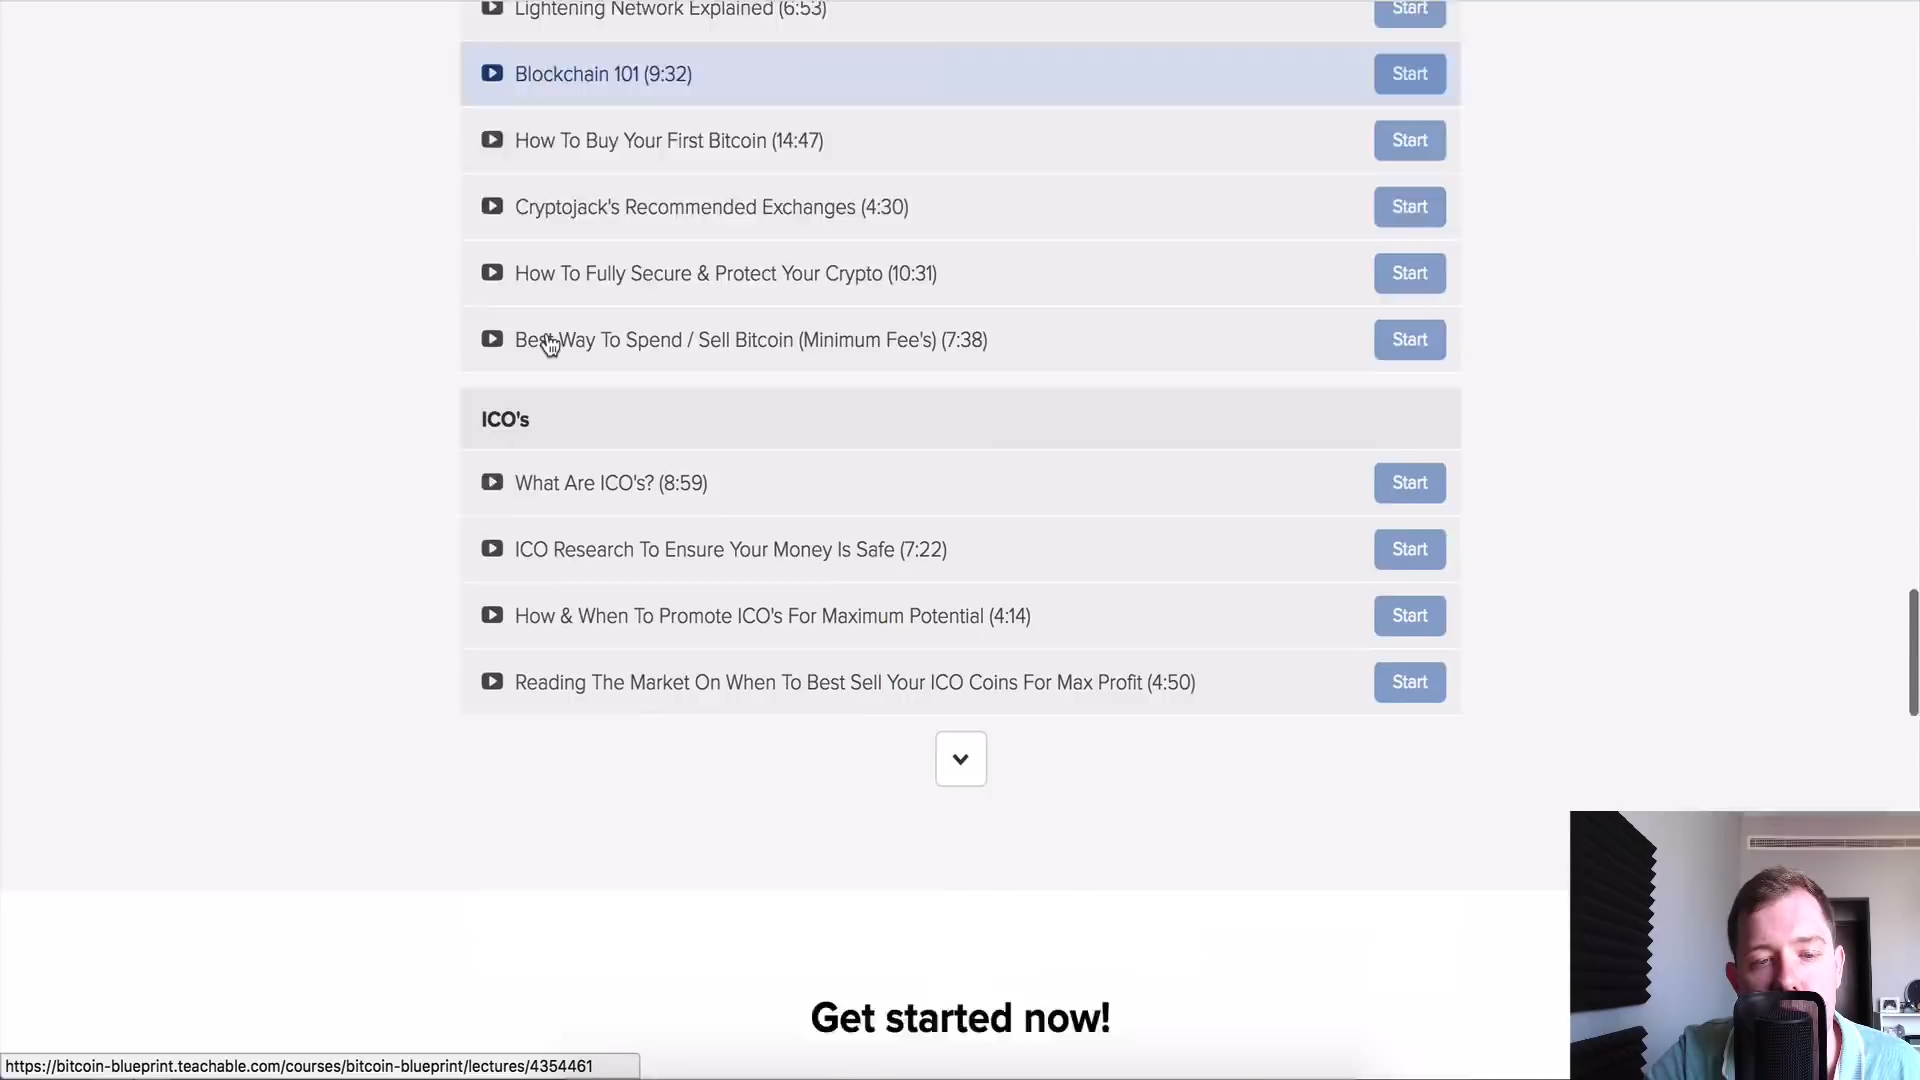 Lightening Network Explained (6:53)
Start
Blockchain 101 (9:32)
Start
How To Buy Your First Bitcoin (14:47)
Start
Cryptojack's Recommended Exchanges (4:30)
Start
How To Fully Secure & Protect Your Crypto (10:31)
Start
Best Way To Spend / Sell Bitcoin (Minimum Fee's) (7:38)
Start
ICO's
What Are ICO's? (8:59)
Start
ICO Research To Ensure Your Money Is Safe (7:22)
Start
How & When To Promote ICO's For Maximum Potential (4:14)
Start
Reading The Market On When To Best Sell Your ICO Coins For Max Profit (4:50)
Start
Get started now!
https://bitcoin-blueprint.teachable.com/courses/bitcoin-blueprint/lectures/4354461